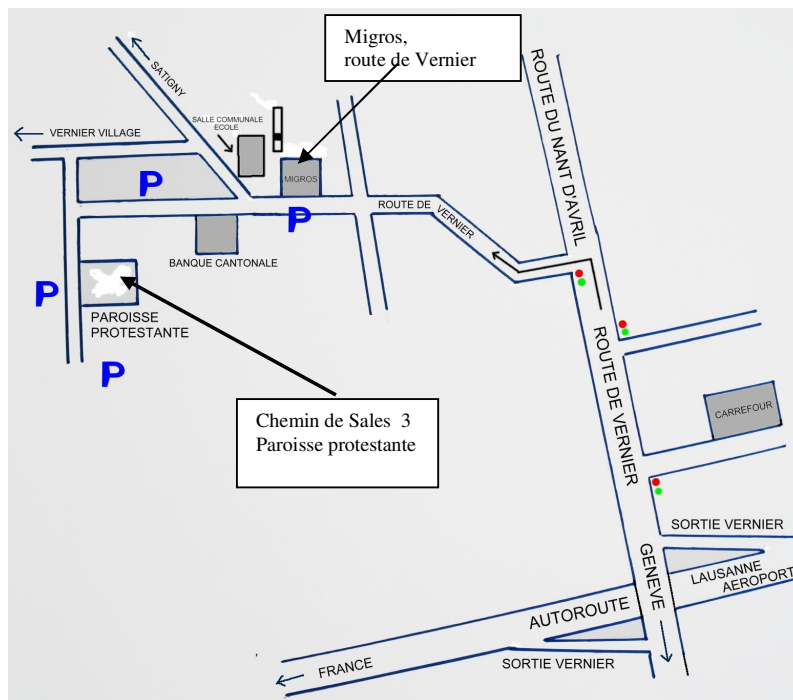 Migros,
route de Vernier
SATIGNY
SALLE COMMUNALE
ECOLE
VERNIER VILLAGE
P
MIGROS
ROUTE DE
VERNIER
P
BANQUE CANTONALE
ROUTE DU NANT D'AVRIL
P
PAROISSE
PROTESTANTE
P
Chemin de Sales 3
Paroisse protestante
ROUTE DE VERNIER
CARREFOUR
SORTIE VERNIER
GENEVE
LAUSANNE
AEROPORT
AUTOROUTE
FRANCE
SORTIE VERNIER